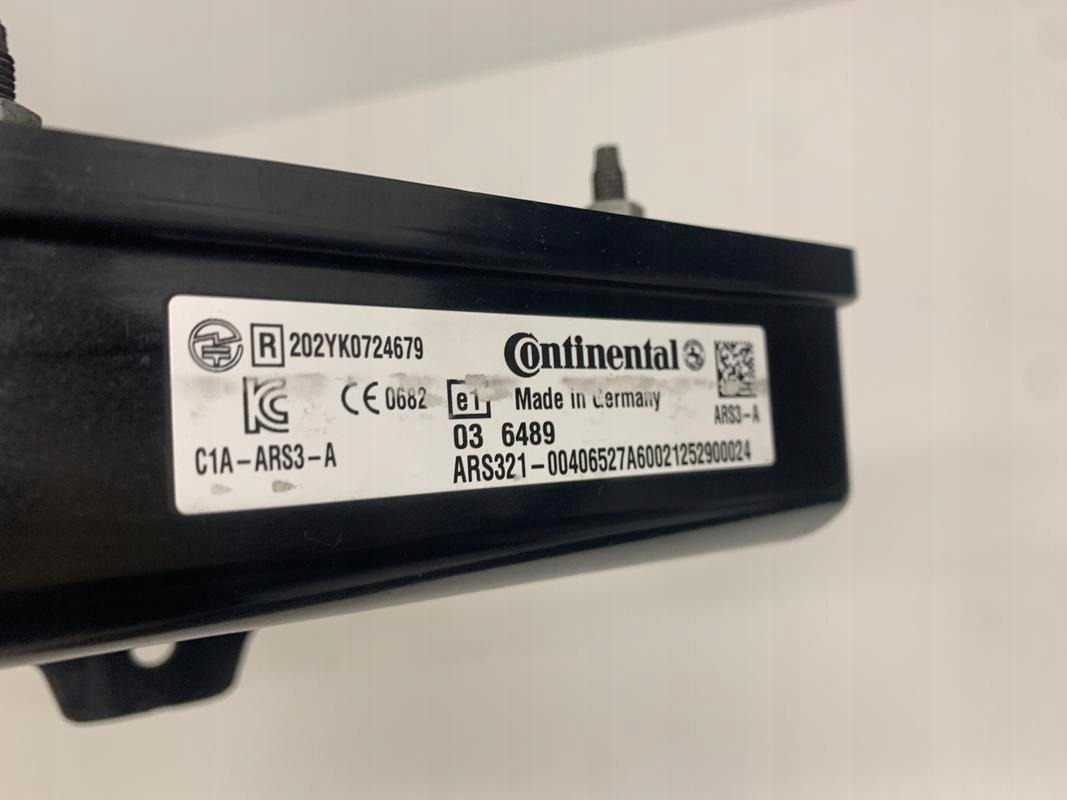 R 202YK0724679
Continental
CE 0682 e1 Made in Germany
ARS3-A
03 6489
C1A-ARS3-A
ARS321-00406527A60021252900024